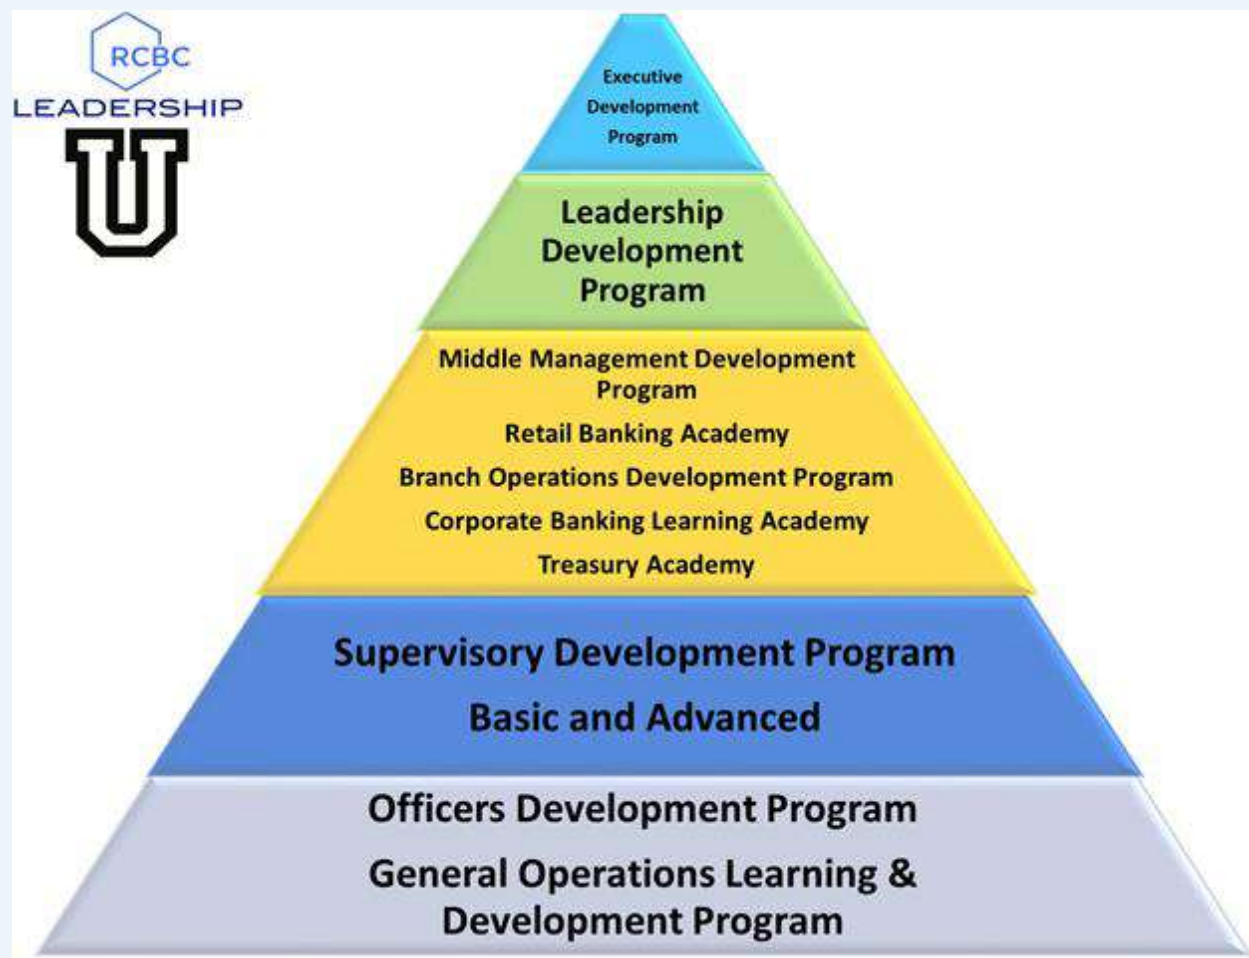 RCBC
LEADERSHIP
U
Executive
Development
Program
Leadership
Development
Program
Middle Management Development
Program
Retail Banking Academy
Branch Operations Development Program
Corporate Banking Learning Academy
Treasury Academy
Supervisory Development Program
Basic and Advanced
Officers Development Program
General Operations Learning &
Development Program